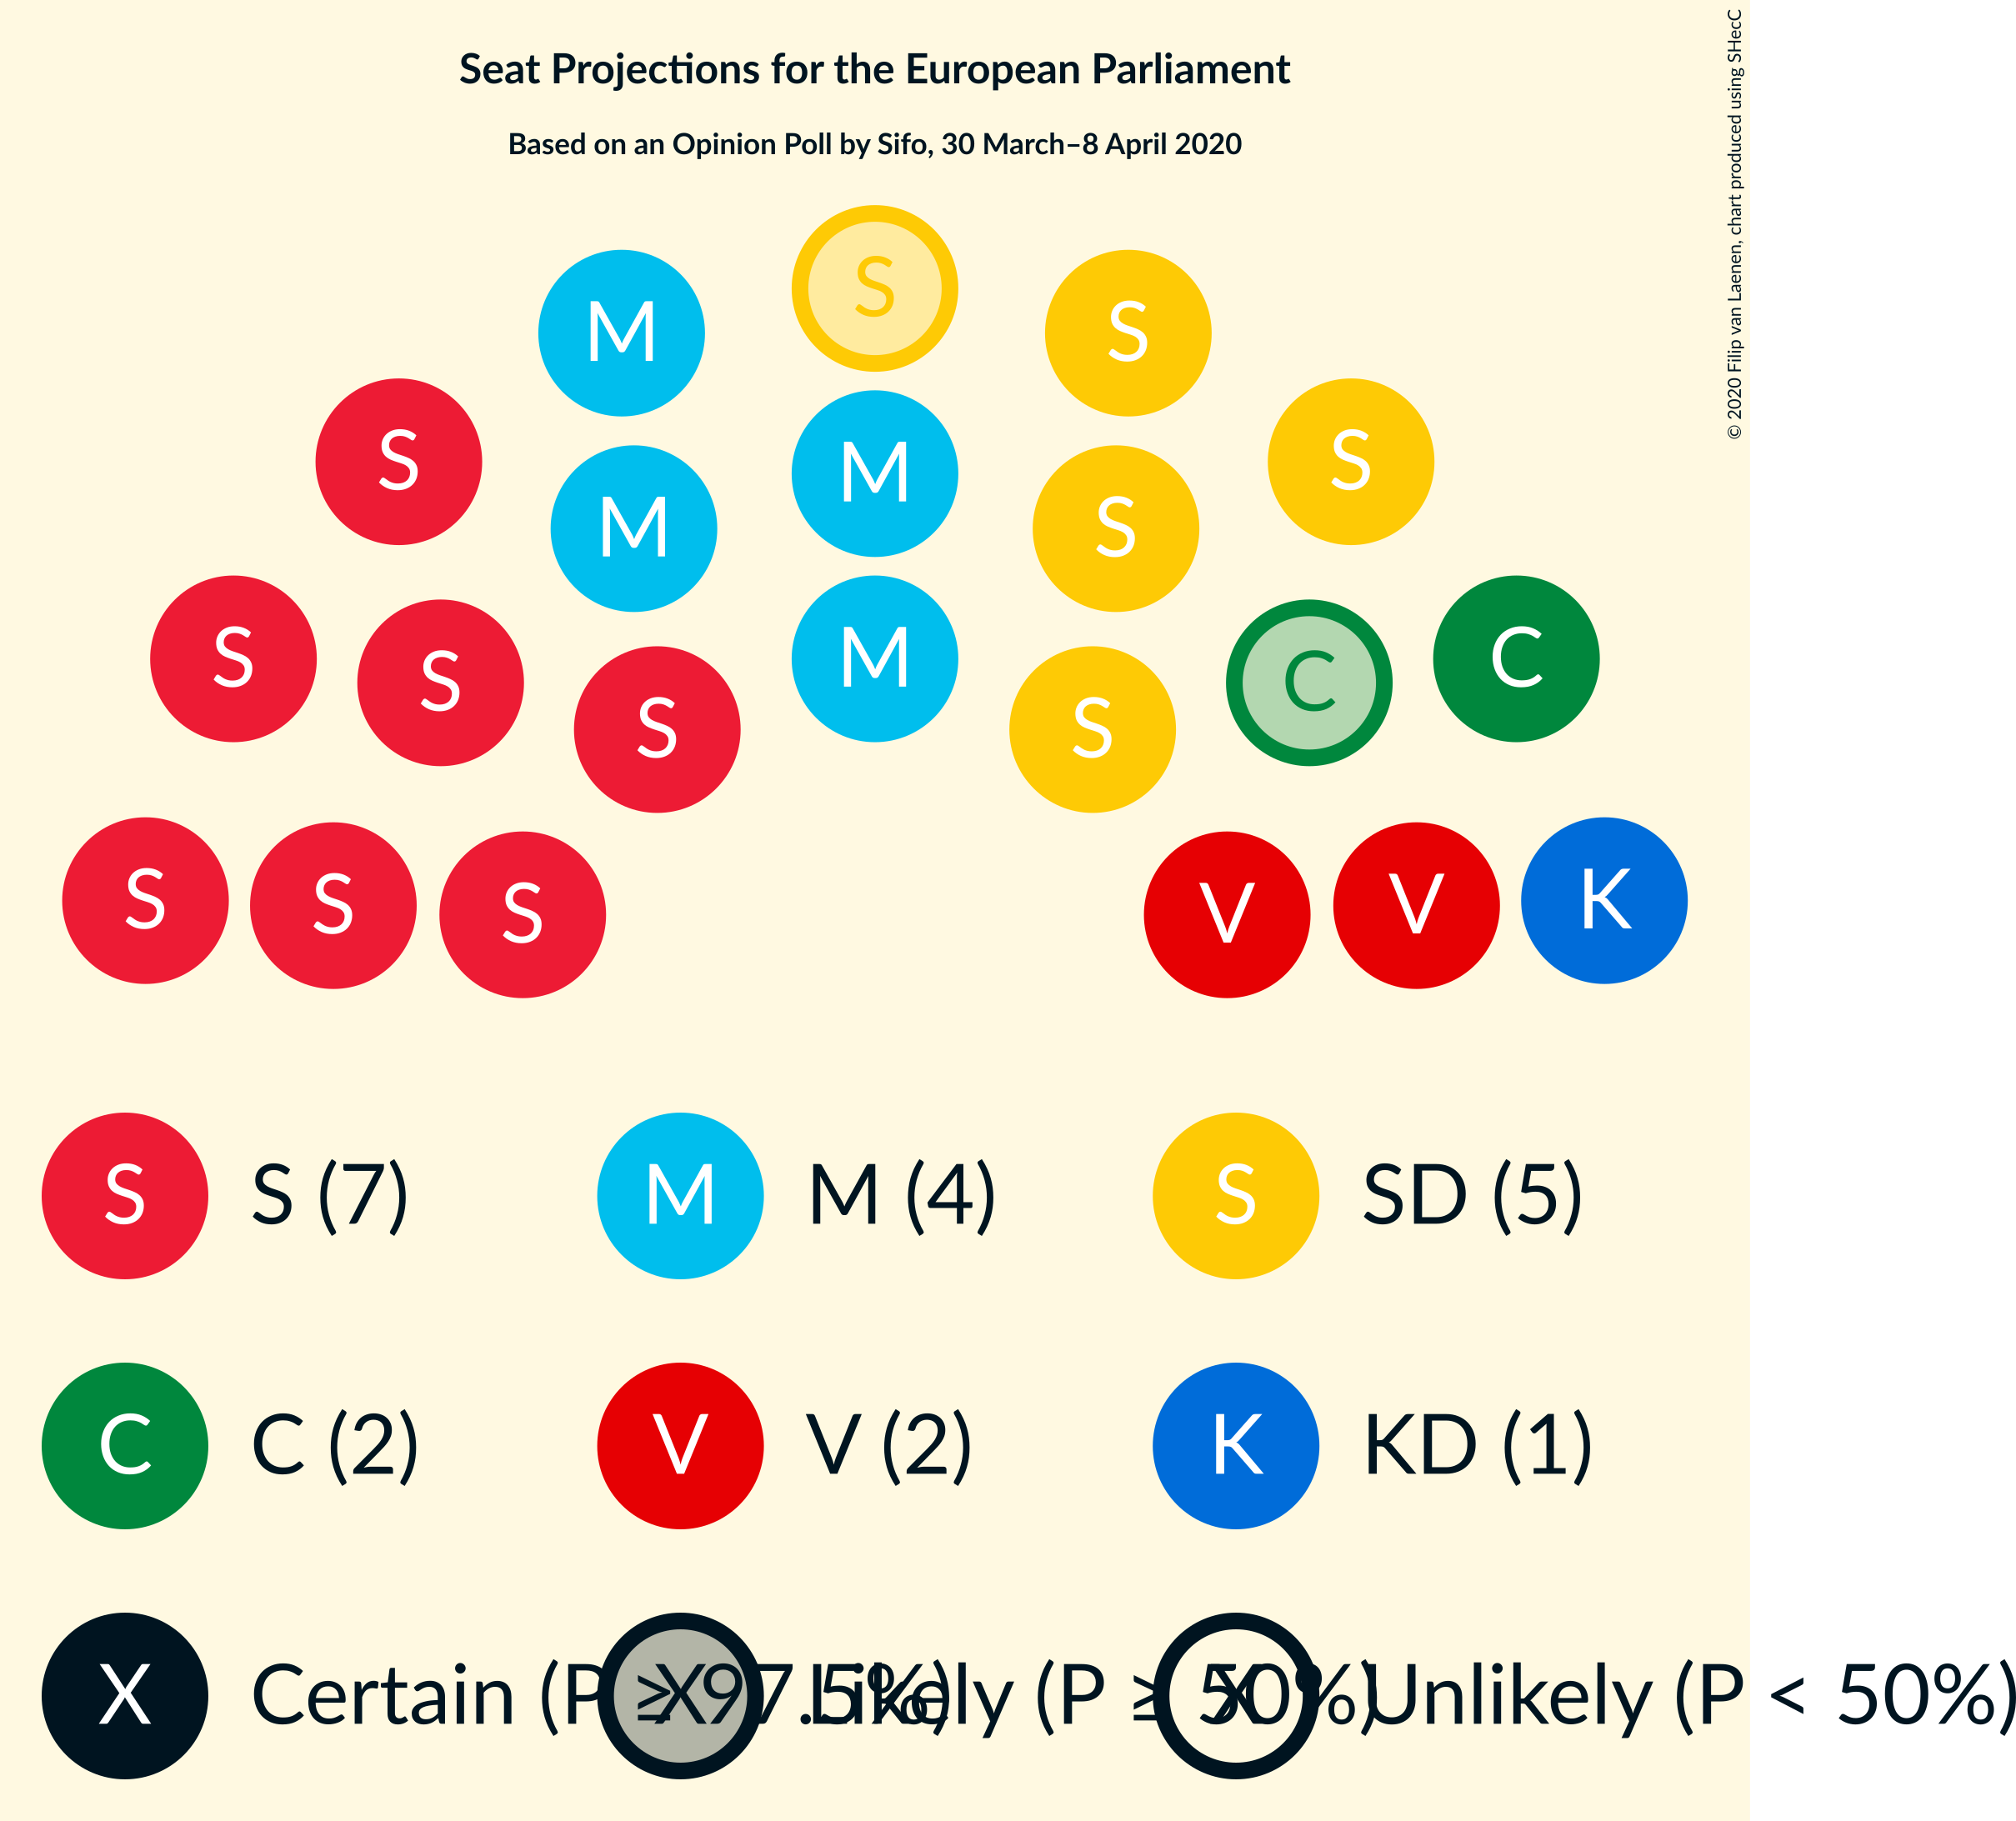 Seat Projections for the European Parliament
Based on an Opinion Poll by Sifo, 30 March–8 April 2020
© 2020 Filip van Laenen, chart produced using SHecC
S
M S
S S
M
M S
S C
S S
M
S S C
S S S V V K
S S (7) M M (4) S SD (5)
C C (2) V V (2) K KD (1)
X Certain (P ≥ 97.5%) X Likely (P ≥ 50%) X Unlikely (P < 50%)